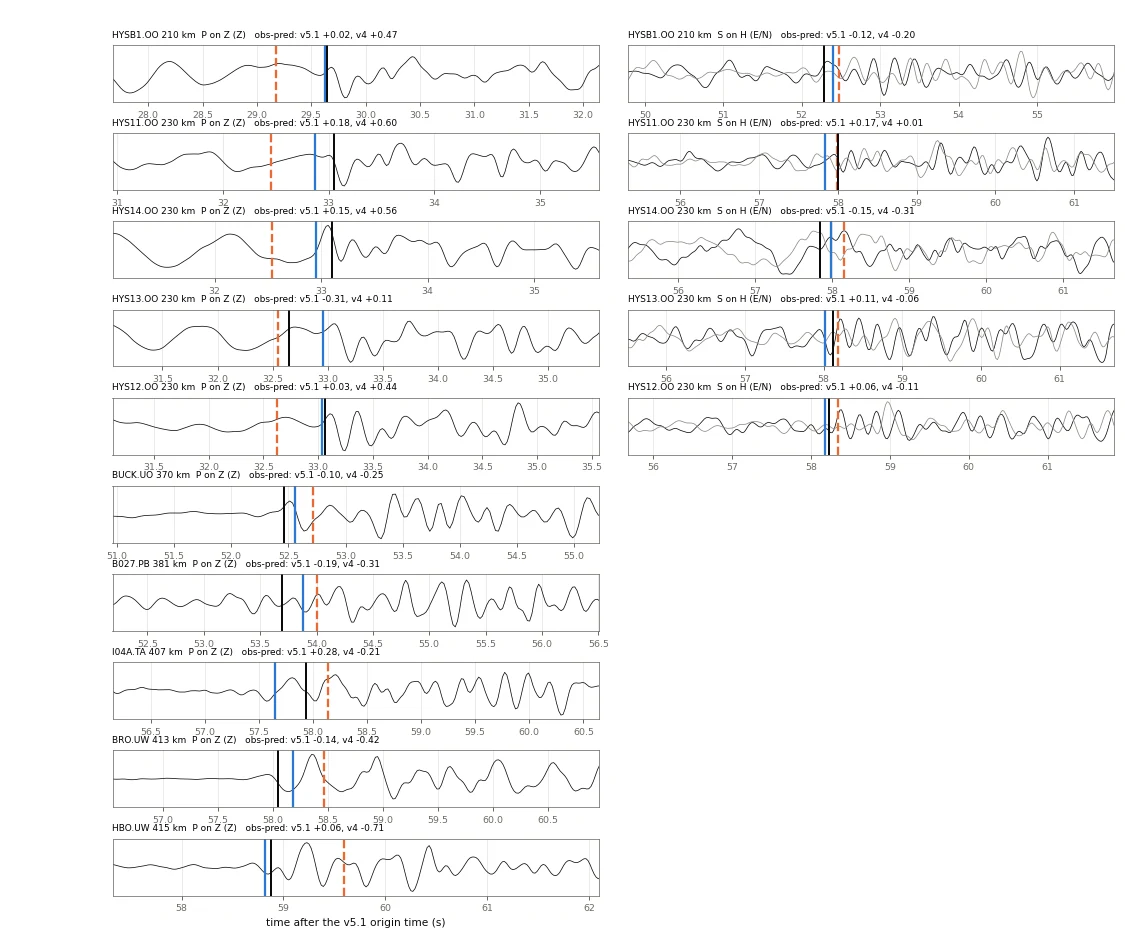 HYSB1.OO 210 km  P on Z (Z)   obs-pred: v5.1 +0.02, v4 +0.47
28.0 28.5 29.0 29.5 30.0 30.5 31.0 31.5 32.0
HYS11.OO 230 km  P on Z (Z)   obs-pred: v5.1 +0.18, v4 +0.60
31 32 33 34 35
HYS14.OO 230 km  P on Z (Z)   obs-pred: v5.1 +0.15, v4 +0.56
32 33 34 35
HYS13.OO 230 km  P on Z (Z)   obs-pred: v5.1 -0.31, v4 +0.11
31.5 32.0 32.5 33.0 33.5 34.0 34.5 35.0
HYS12.OO 230 km  P on Z (Z)   obs-pred: v5.1 +0.03, v4 +0.44
31.5 32.0 32.5 33.0 33.5 34.0 34.5 35.0 35.5
BUCK.UO 370 km  P on Z (Z)   obs-pred: v5.1 -0.10, v4 -0.25
51.0 51.5 52.0 52.5 53.0 53.5 54.0 54.5 55.0
B027.PB 381 km  P on Z (Z)   obs-pred: v5.1 -0.19, v4 -0.31
52.5 53.0 53.5 54.0 54.5 55.0 55.5 56.0 56.5
I04A.TA 407 km  P on Z (Z)   obs-pred: v5.1 +0.28, v4 -0.21
56.5 57.0 57.5 58.0 58.5 59.0 59.5 60.0 60.5
BRO.UW 413 km  P on Z (Z)   obs-pred: v5.1 -0.14, v4 -0.42
57.0 57.5 58.0 58.5 59.0 59.5 60.0 60.5
HBO.UW 415 km  P on Z (Z)   obs-pred: v5.1 +0.06, v4 -0.71
58 59 60 61 62
time after the v5.1 origin time (s)
HYSB1.OO 210 km  S on H (E/N)   obs-pred: v5.1 -0.12, v4 -0.20
50 51 52 53 54 55
HYS11.OO 230 km  S on H (E/N)   obs-pred: v5.1 +0.17, v4 +0.01
56 57 58 59 60 61
HYS14.OO 230 km  S on H (E/N)   obs-pred: v5.1 -0.15, v4 -0.31
56 57 58 59 60 61
HYS13.OO 230 km  S on H (E/N)   obs-pred: v5.1 +0.11, v4 -0.06
56 57 58 59 60 61
HYS12.OO 230 km  S on H (E/N)   obs-pred: v5.1 +0.06, v4 -0.11
56 57 58 59 60 61